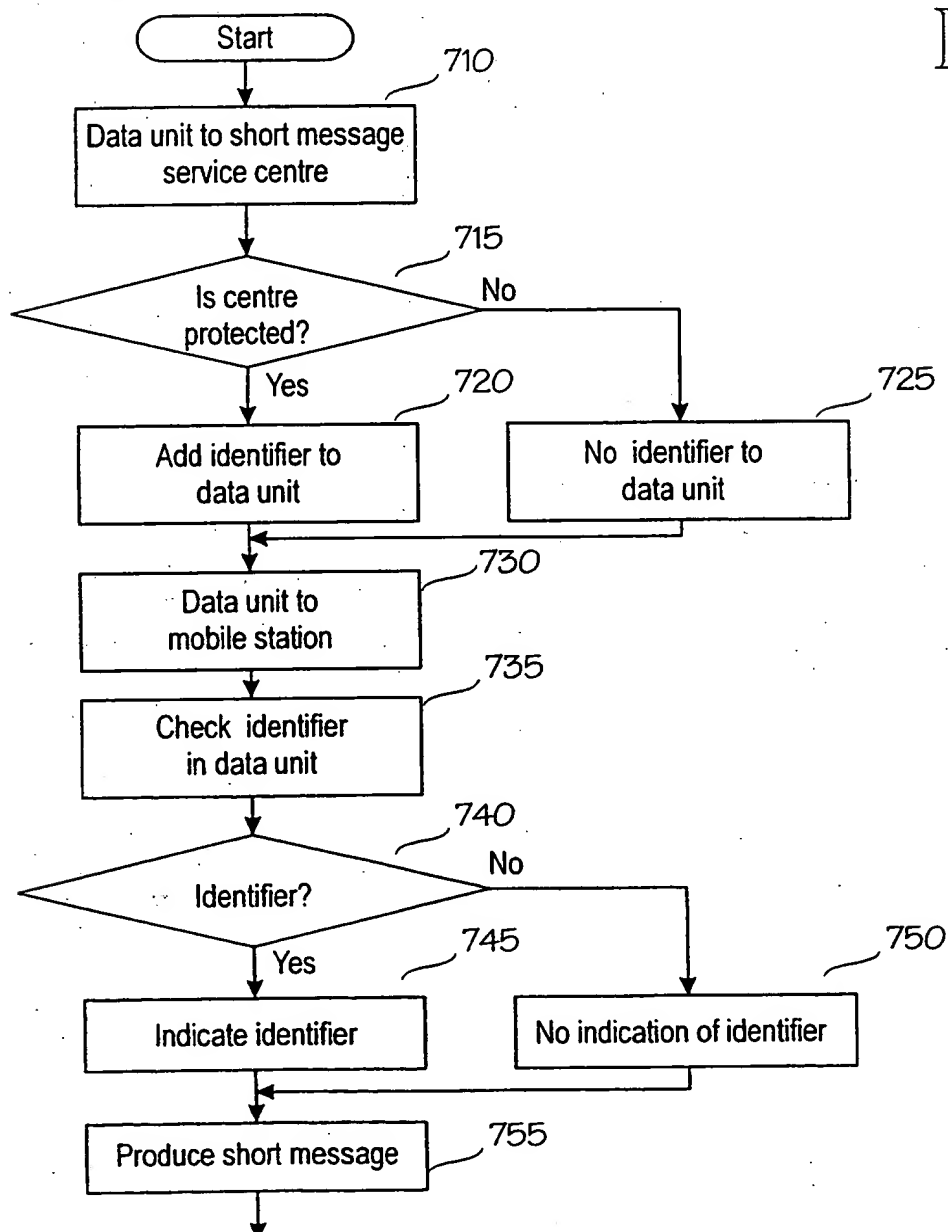 Start
710
Data unit to short message
service centre
715
Is centre
protected?
No
Yes
720
725
Add identifier to
data unit
No identifier to
data unit
730
Data unit to
mobile station
735
Check identifier
in data unit
740
Identifier?
No
Yes
745
750
Indicate identifier
No indication of identifier
755
Produce short message